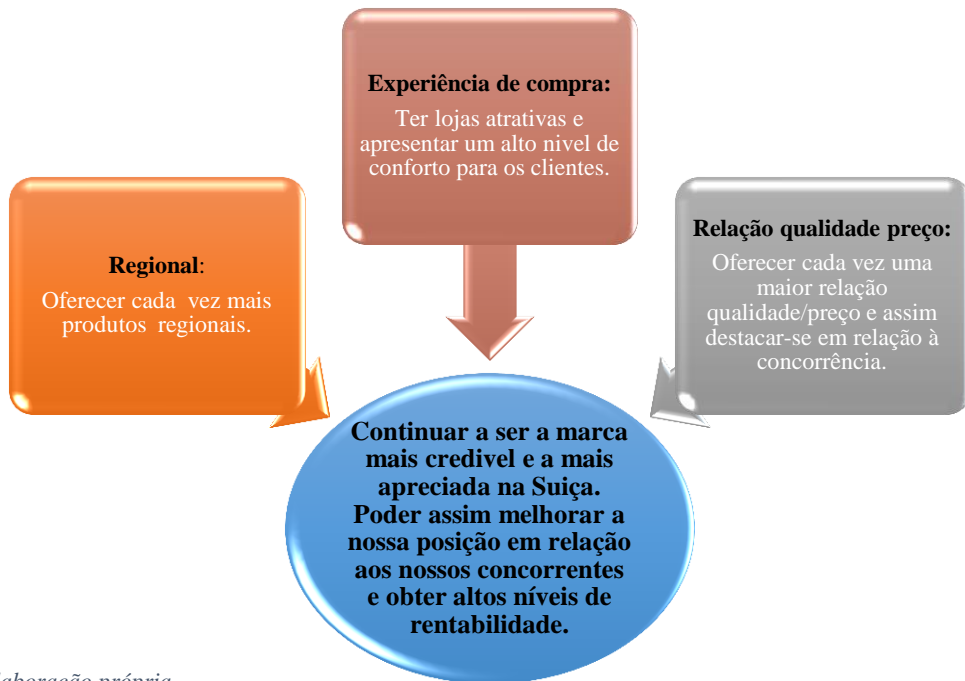 Experiência de compra:
Ter lojas atrativas e
apresentar um alto nivel de
conforto para os clientes.
Regional:
Oferecer cada vez mais
produtos regionais.
Relação qualidade preço:
Oferecer cada vez uma
maior relação
qualidade/preço e assim
destacar-se em relação à
concorrência.
Continuar a ser a marca
mais credivel e a mais
apreciada na Suiça.
Poder assim melhorar a
nossa posição em relação
aos nossos concorrentes
e obter altos níveis de
rentabilidade.
própria